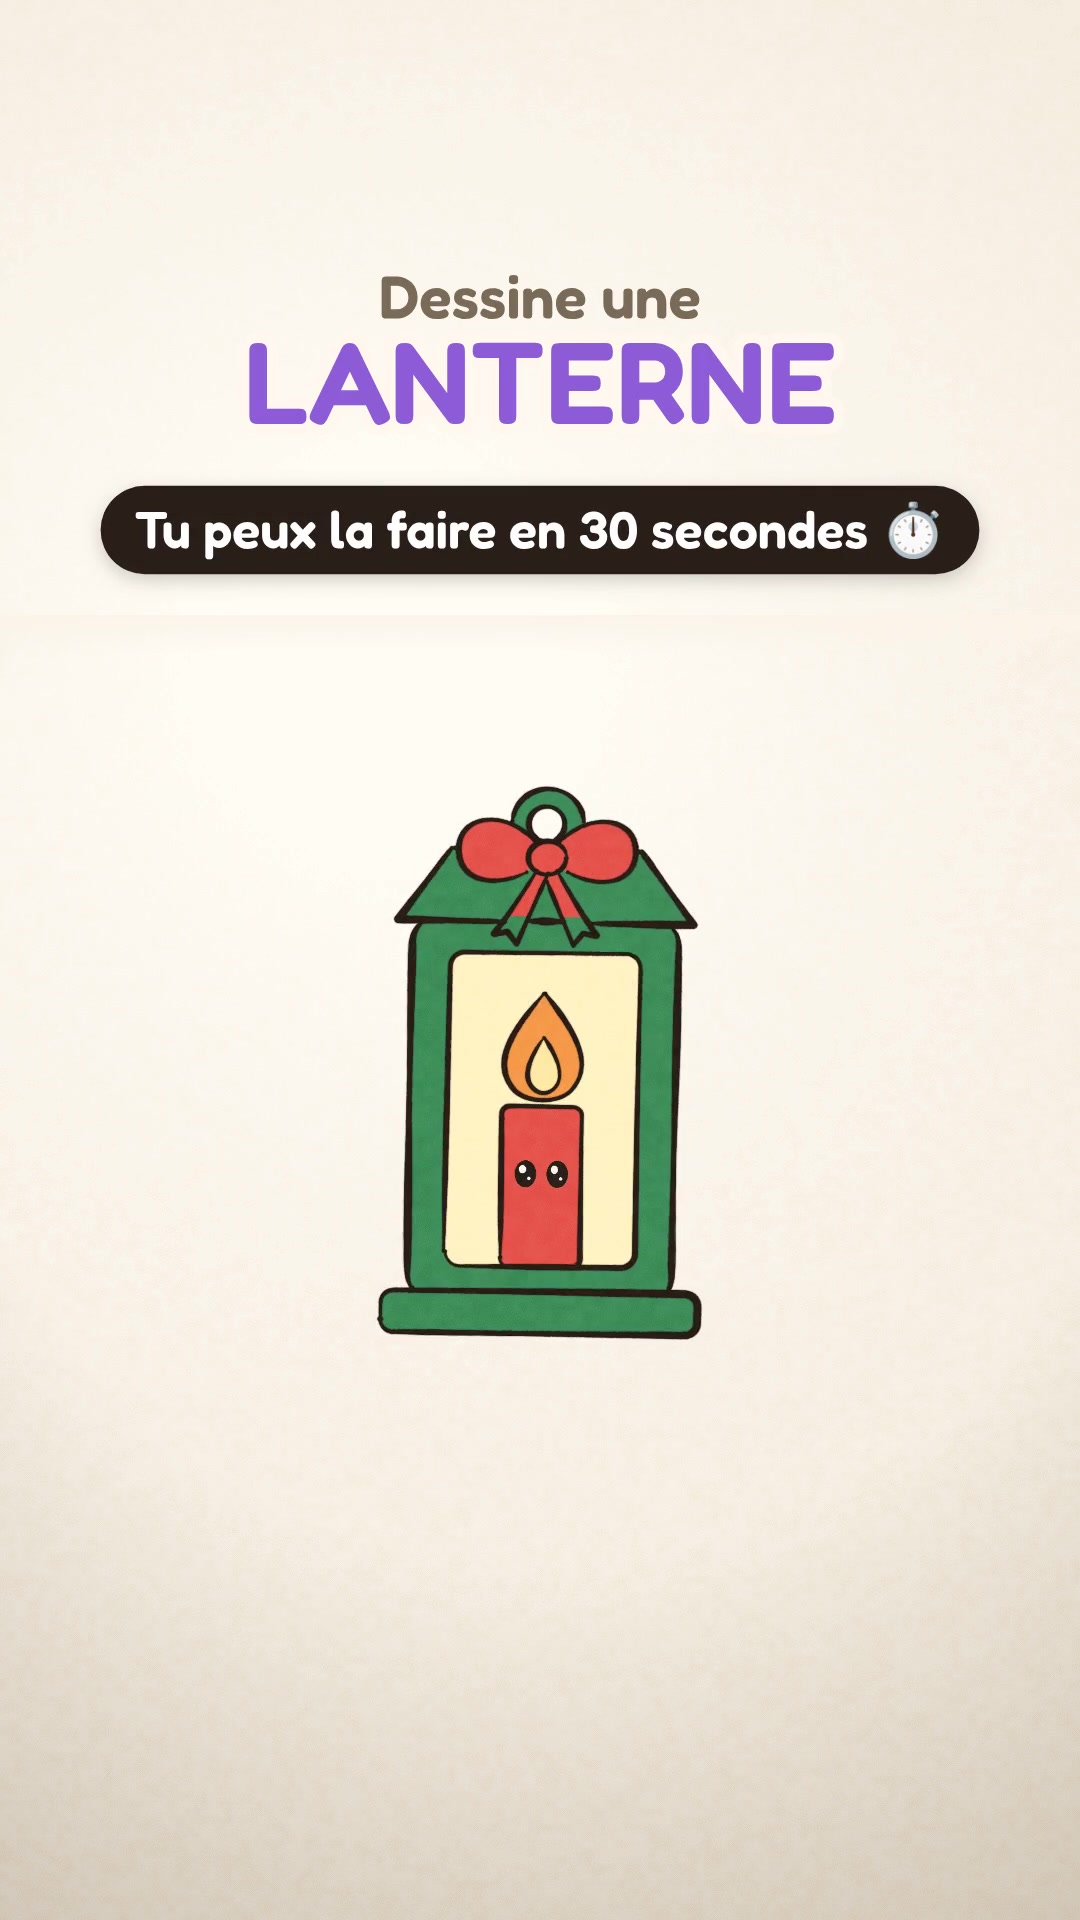 Dessine une
LANTERNE
Tu peux la faire en 30 secondes ⏱️